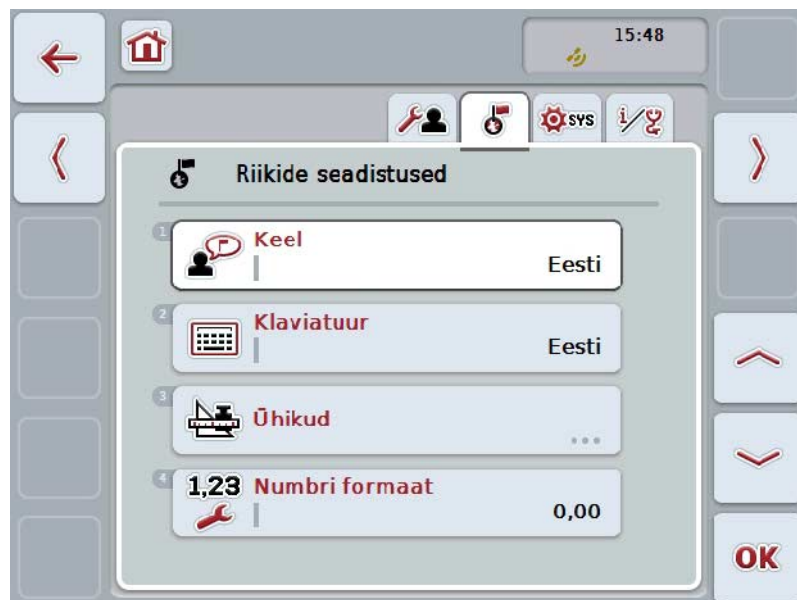 15:48
SYS
i/
Riikide seadistused
1
Keel
Eesti
2
Klaviatuur
Eesti
3
Ühikud
...
4
1,23 Numbri formaat
0,00
OK